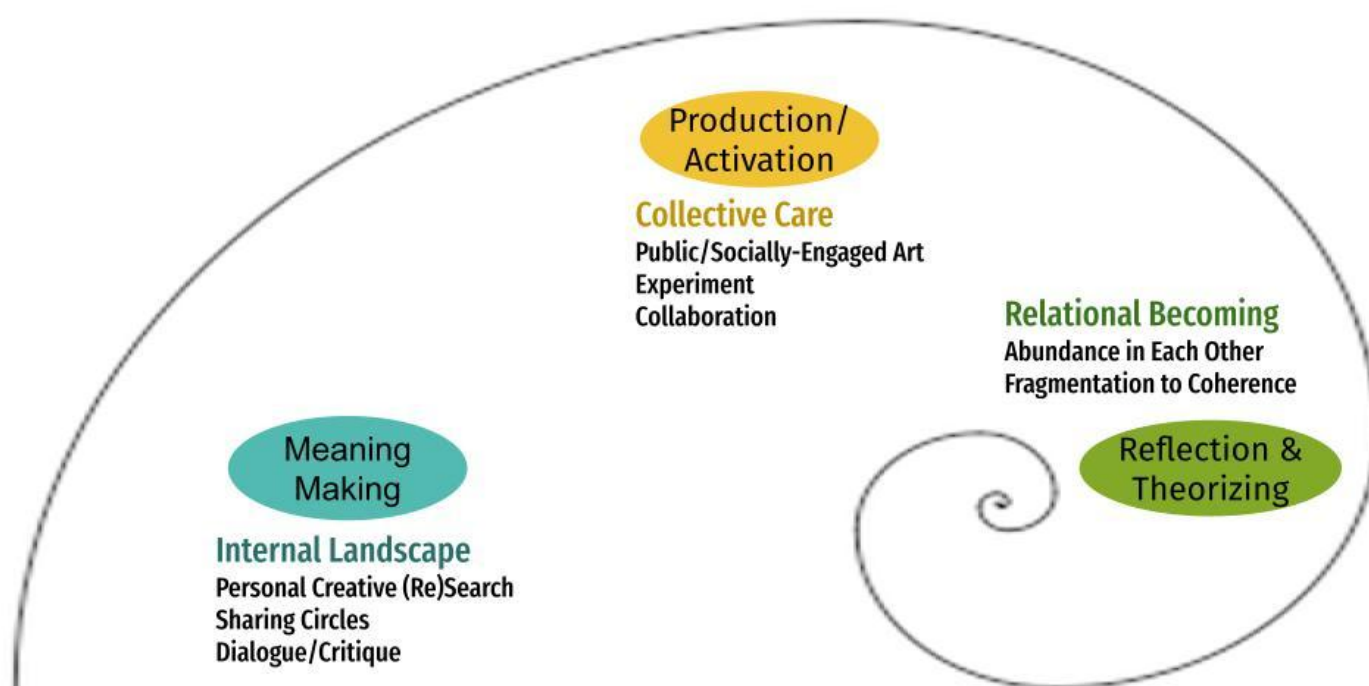 Production/
Activation
Collective Care
Public/Socially-Engaged Art
Experiment
Collaboration
Relational Becoming
Abundance in Each Other
Fragmentation to Coherence
Reflection &
Theorizing
Meaning
Making
Internal Landscape
Personal Creative (Re)Search
Sharing Circles
Dialogue/Critique